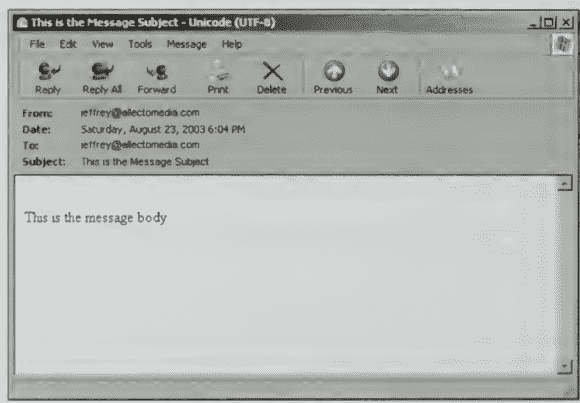 This is the Message Subject - Unicode (UTF-8)
File Edit View Tools Message Help
Reply Reply All Forward Print Delete Previous Next Addresses
From: jeffrey@allectomedia.com
Date: Saturday, August 23, 2003 6:04 PM
To: jeffrey@allectomedia.com
Subject: This is the Message Subject
This is the message body